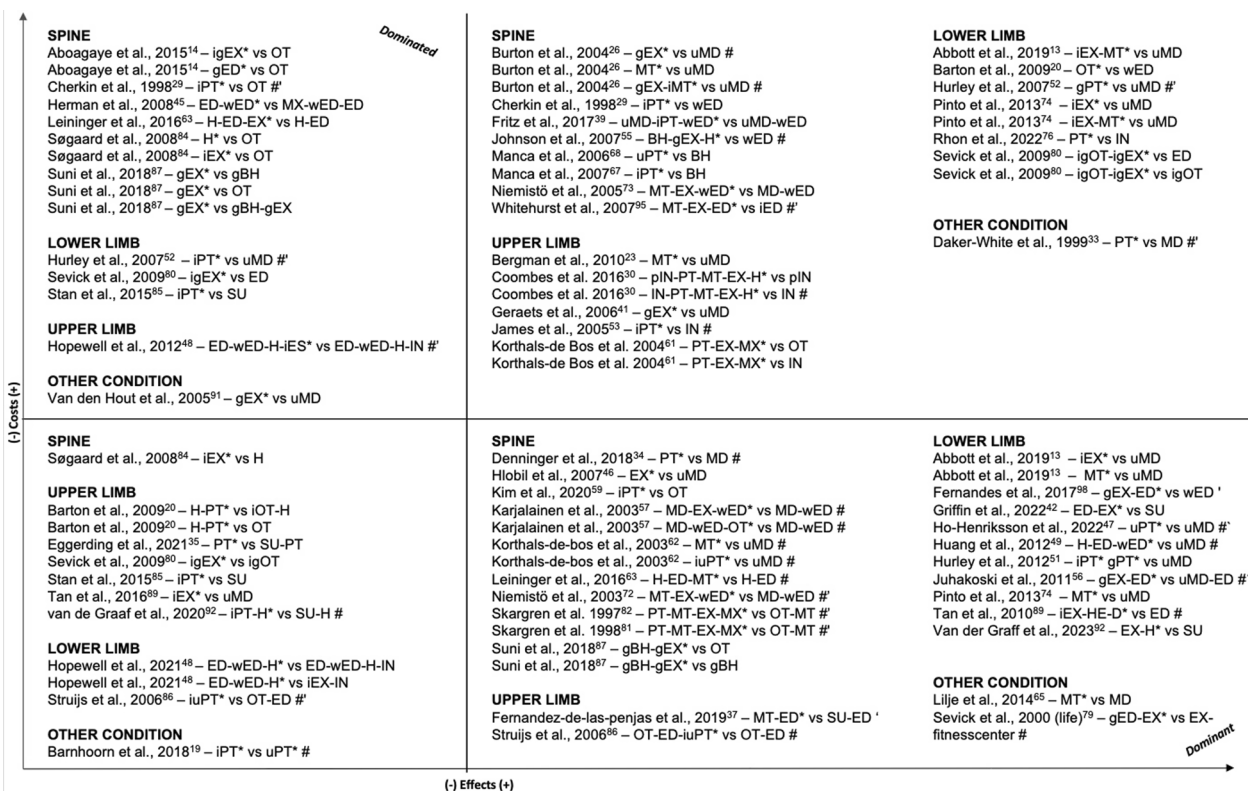 Dominated
SPINE
Aboagaye et al., 2015¹⁴ – igEX* vs OT
Aboagaye et al., 2015¹⁴ – gED* vs OT
Cherkin et al., 1998²⁹ – iPT* vs OT #'
Herman et al., 2008⁴⁵ – ED-wED* vs MX-wED-ED
Leininger et al., 2016⁶³ – H-ED-EX* vs H-ED
Søgaard et al., 2008⁸⁴ – H* vs OT
Søgaard et al., 2008⁸⁴ – iEX* vs OT
Suni et al., 2018⁸⁷ – gEX* vs gBH
Suni et al., 2018⁸⁷ – gEX* vs OT
Suni et al., 2018⁸⁷ – gEX* vs gBH-gEX
LOWER LIMB
Hurley et al., 2007⁵² – iPT* vs uMD #'
Sevick et al., 2009⁸⁰ – igEX* vs ED
Stan et al., 2015⁸⁵ – iPT* vs SU
UPPER LIMB
Hopewell et al., 2012⁴⁸ – ED-wED-H-iES* vs ED-wED-H-IN #'
OTHER CONDITION
Van den Hout et al., 2005⁹¹ – gEX* vs uMD
SPINE
Burton et al., 2004²⁶ – gEX* vs uMD #
Burton et al., 2004²⁶ – MT* vs uMD
Burton et al., 2004²⁶ – gEX-iMT* vs uMD #
Cherkin et al., 1998²⁹ – iPT* vs wED
Fritz et al., 2017³⁹ – uMD-iPT-wED* vs uMD-wED
Johnson et al., 2007⁵⁵ – BH-gEX-H* vs wED #
Manca et al., 2006⁶⁸ – uPT* vs BH
Manca et al., 2007⁶⁷ – iPT* vs BH
Niemistö et al., 2005⁷³ – MT-EX-wED* vs MD-wED
Whitehurst et al., 2007⁹⁵ – MT-EX-ED* vs iED #'
UPPER LIMB
Bergman et al., 2010²³ – MT* vs uMD
Coombes et al. 2016³⁰ – pIN-PT-MT-EX-H* vs pIN
Coombes et al. 2016³⁰ – IN-PT-MT-EX-H* vs IN #
Geraets et al., 2006⁴¹ – gEX* vs uMD
James et al., 2005⁵³ – iPT* vs IN #
Korthals-de Bos et al. 2004⁶¹ – PT-EX-MX* vs OT
Korthals-de Bos et al. 2004⁶¹ – PT-EX-MX* vs IN
LOWER LIMB
Abbott et al., 2019¹³ – iEX-MT* vs uMD
Barton et al., 2009²⁰ – OT* vs wED
Hurley et al., 2007⁵² – gPT* vs uMD #'
Pinto et al., 2013⁷⁴ – iEX* vs uMD
Pinto et al., 2013⁷⁴ – iEX-MT* vs uMD
Rhon et al., 2022⁷⁶ – PT* vs IN
Sevick et al., 2009⁸⁰ – igOT-igEX* vs ED
Sevick et al., 2009⁸⁰ – igOT-igEX* vs igOT
OTHER CONDITION
Daker-White et al., 1999³³ – PT* vs MD #'
(-) Costs (+)
SPINE
Søgaard et al., 2008⁸⁴ – iEX* vs H
UPPER LIMB
Barton et al., 2009²⁰ – H-PT* vs iOT-H
Barton et al., 2009²⁰ – H-PT* vs OT
Eggerding et al., 2021³⁵ – PT* vs SU-PT
Sevick et al., 2009⁸⁰ – igEX* vs igOT
Stan et al., 2015⁸⁵ – iPT* vs SU
Tan et al., 2016⁸⁹ – iEX* vs uMD
van de Graaf et al., 2020⁹² – iPT-H* vs SU-H #
LOWER LIMB
Hopewell et al., 2021⁴⁸ – ED-wED-H* vs ED-wED-H-IN
Hopewell et al., 2021⁴⁸ – ED-wED-H* vs iEX-IN
Struijs et al., 2006⁸⁶ – iuPT* vs OT-ED #'
OTHER CONDITION
Barnhoorn et al., 2018¹⁹ – iPT* vs uPT* #
SPINE
Denninger et al., 2018³⁴ – PT* vs MD #
Hlobil et al., 2007⁴⁶ – EX* vs uMD
Kim et al., 2020⁵⁹ – iPT* vs OT
Karjalainen et al., 2003⁵⁷ – MD-EX-wED* vs MD-wED #
Karjalainen et al., 2003⁵⁷ – MD-wED-OT* vs MD-wED #
Korthals-de-bos et al., 2003⁶² – MT* vs uMD #
Korthals-de-bos et al., 2003⁶² – iuPT* vs uMD #
Leininger et al., 2016⁶³ – H-ED-MT* vs H-ED #
Niemistö et al., 2003⁷² – MT-EX-wED* vs MD-wED #'
Skargren et al. 1997⁸² – PT-MT-EX-MX* vs OT-MT #'
Skargren et al. 1998⁸¹ – PT-MT-EX-MX* vs OT-MT #'
Suni et al., 2018⁸⁷ – gBH-gEX* vs OT
Suni et al., 2018⁸⁷ – gBH-gEX* vs gBH
UPPER LIMB
Fernandez-de-las-penjas et al., 2019³⁷ – MT-ED* vs SU-ED '
Struijs et al., 2006⁸⁶ – OT-ED-iuPT* vs OT-ED #
LOWER LIMB
Abbott et al., 2019¹³ - iEX* vs uMD
Abbott et al., 2019¹³ - MT* vs uMD
Fernandes et al., 2017⁹⁸ – gEX-ED* vs wED '
Griffin et al., 2022⁴² – ED-EX* vs SU
Ho-Henriksson et al., 2022⁴⁷ – uPT* vs uMD #`
Huang et al., 2012⁴⁹ – H-ED-wED* vs uMD #
Hurley et al., 2012⁵¹ – iPT* gPT* vs uMD
Juhakoski et al., 2011⁵⁶ – gEX-ED* vs uMD-ED #'
Pinto et al., 2013⁷⁴ – MT* vs uMD
Tan et al., 2010⁸⁹ – iEX-HE-D* vs ED #
Van der Graff et al., 2023⁹² – EX-H* vs SU
OTHER CONDITION
Lilje et al., 2014⁶⁵ – MT* vs MD
Sevick et al., 2000 (life)⁷⁹ – gED-EX* vs EX-
fitnesscenter #
Dominant
(-) Effects (+)